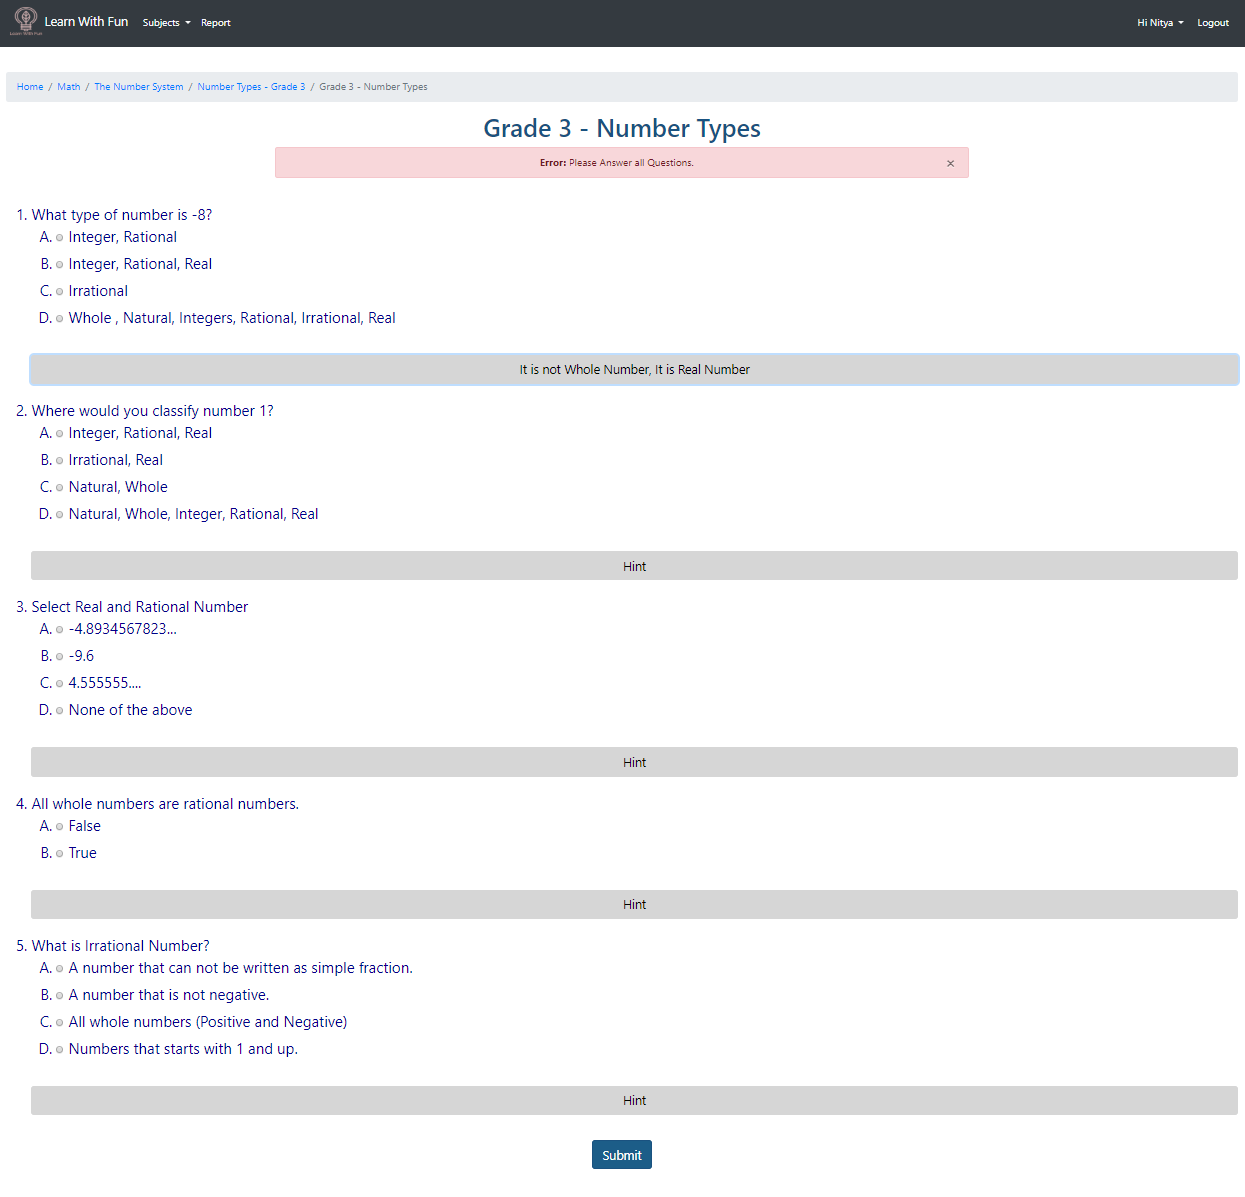 Learn With Fun Subjects Report Hi Nitya Logout
Learn With Fun
Home / Math / The Number System / Number Types - Grade 3 / Grade 3 - Number Types
Grade 3 - Number Types
Error: Please Answer all Questions. ×
1. What type of number is -8?
A. Integer, Rational
B. Integer, Rational, Real
C. Irrational
D. Whole , Natural, Integers, Rational, Irrational, Real
It is not Whole Number, It is Real Number
2. Where would you classify number 1?
A. Integer, Rational, Real
B. Irrational, Real
C. Natural, Whole
D. Natural, Whole, Integer, Rational, Real
Hint
3. Select Real and Rational Number
A. -4.8934567823...
B. -9.6
C. 4.555555....
D. None of the above
Hint
4. All whole numbers are rational numbers.
A. False
B. True
Hint
5. What is Irrational Number?
A. A number that can not be written as simple fraction.
B. A number that is not negative.
C. All whole numbers (Positive and Negative)
D. Numbers that starts with 1 and up.
Hint
Submit